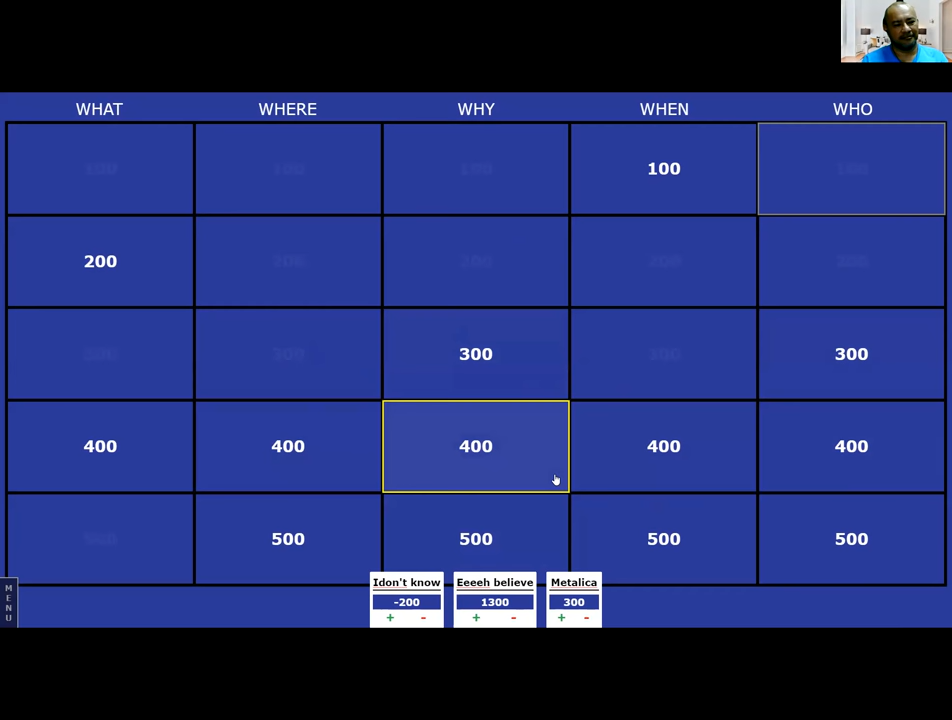 WHAT WHERE WHY WHEN WHO
100
200
300 300
400 400 400 400 400
500 500 500 500
Idon't know Eeeeh believe Metalica
-200 1300 300
+ - + - + -
MENU